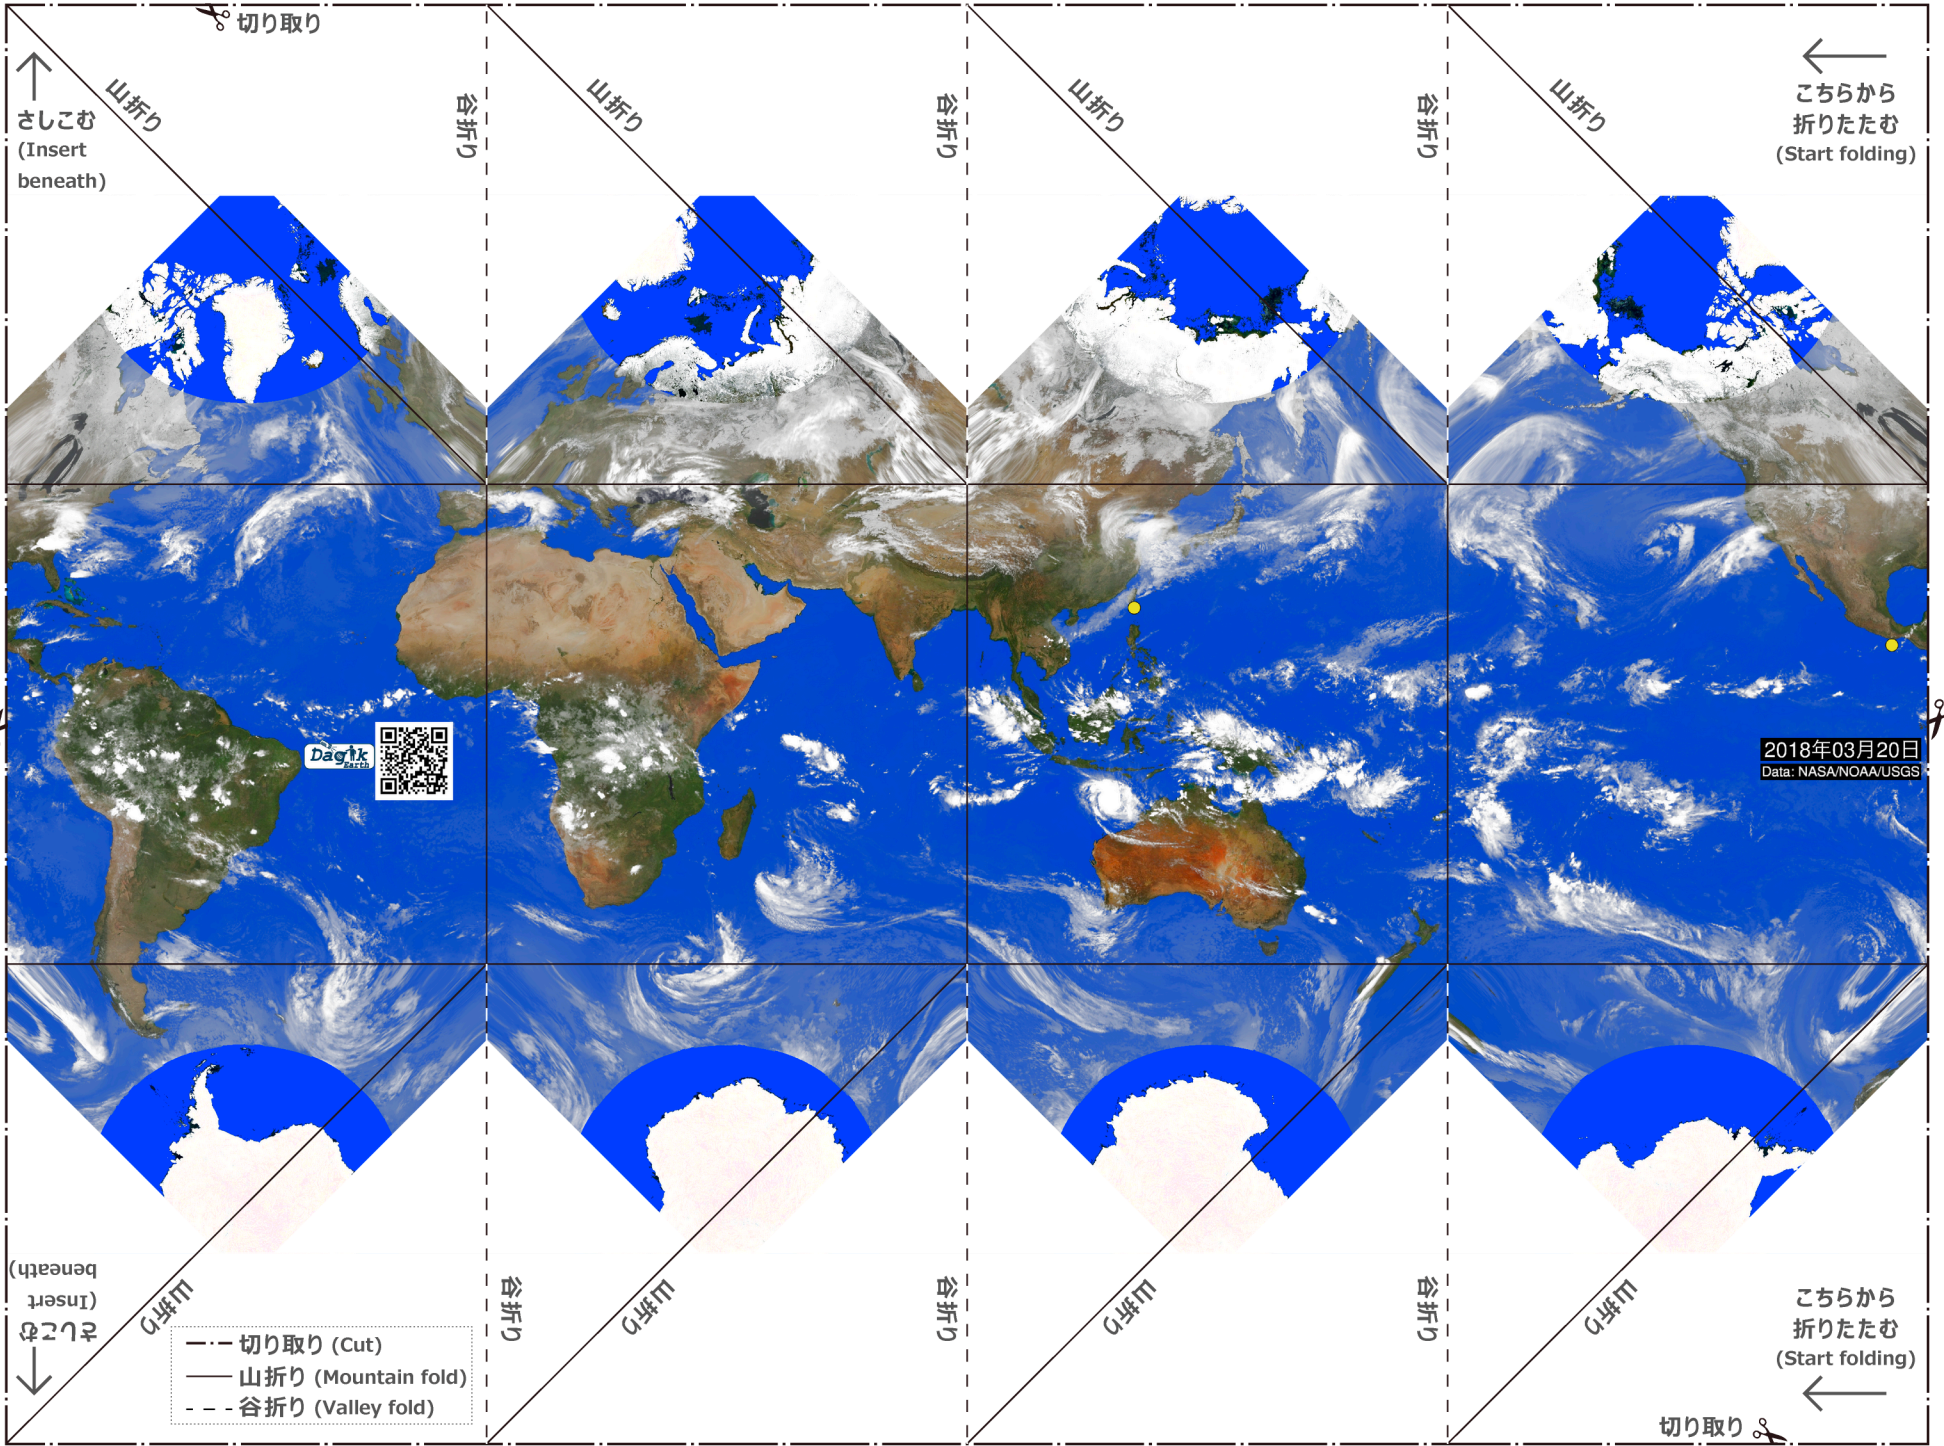 切り取り
山折り
谷折り
山折り
谷折り
山折り
谷折り
山折り
さしこむ
(Insert
beneath)
こちらから
折りたたむ
(Start folding)
Dagik
Earth
2018年03月20日
Data: NASA/NOAA/USGS
さしこむ
(Insert
beneath)
山折り
谷折り
山折り
谷折り
山折り
谷折り
山折り
切り取り (Cut)
山折り (Mountain fold)
谷折り (Valley fold)
こちらから
折りたたむ
(Start folding)
切り取り